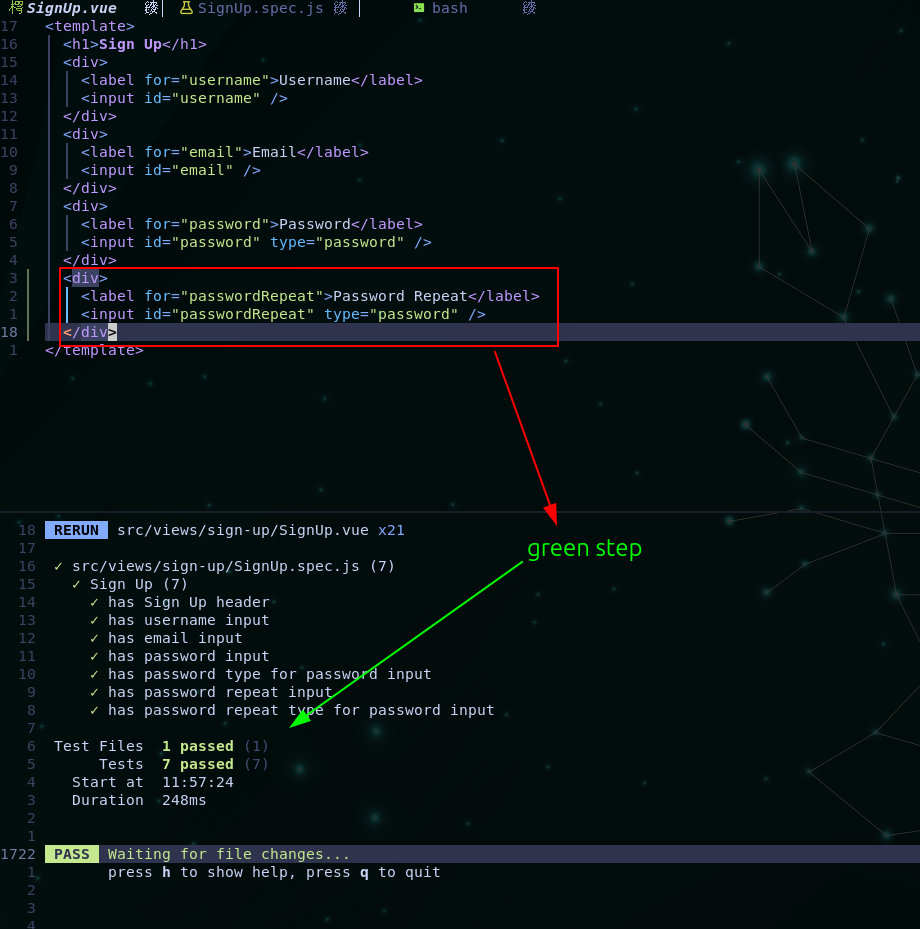 SignUp.vue SignUp.spec.js bash
17 <template>
16 <h1>Sign Up</h1>
15 <div>
14 <label for="username">Username</label>
13 <input id="username" />
12 </div>
11 <div>
10 <label for="email">Email</label>
9 <input id="email" />
8 </div>
7 <div>
6 <label for="password">Password</label>
5 <input id="password" type="password" />
4 </div>
3 <div>
2 <label for="passwordRepeat">Password Repeat</label>
1 <input id="passwordRepeat" type="password" />
18 </div>
1 </template>
18 RERUN src/views/sign-up/SignUp.vue x21
17
green step
16 ✓ src/views/sign-up/SignUp.spec.js (7)
15 ✓ Sign Up (7)
14 ✓ has Sign Up header
13 ✓ has username input
12 ✓ has email input
11 ✓ has password input
10 ✓ has password type for password input
9 ✓ has password repeat input
8 ✓ has password repeat type for password input
7
6 Test Files 1 passed (1)
5 Tests 7 passed (7)
4 Start at 11:57:24
3 Duration 248ms
2
1
1722 PASS Waiting for file changes...
1 press h to show help, press q to quit
2
3
4